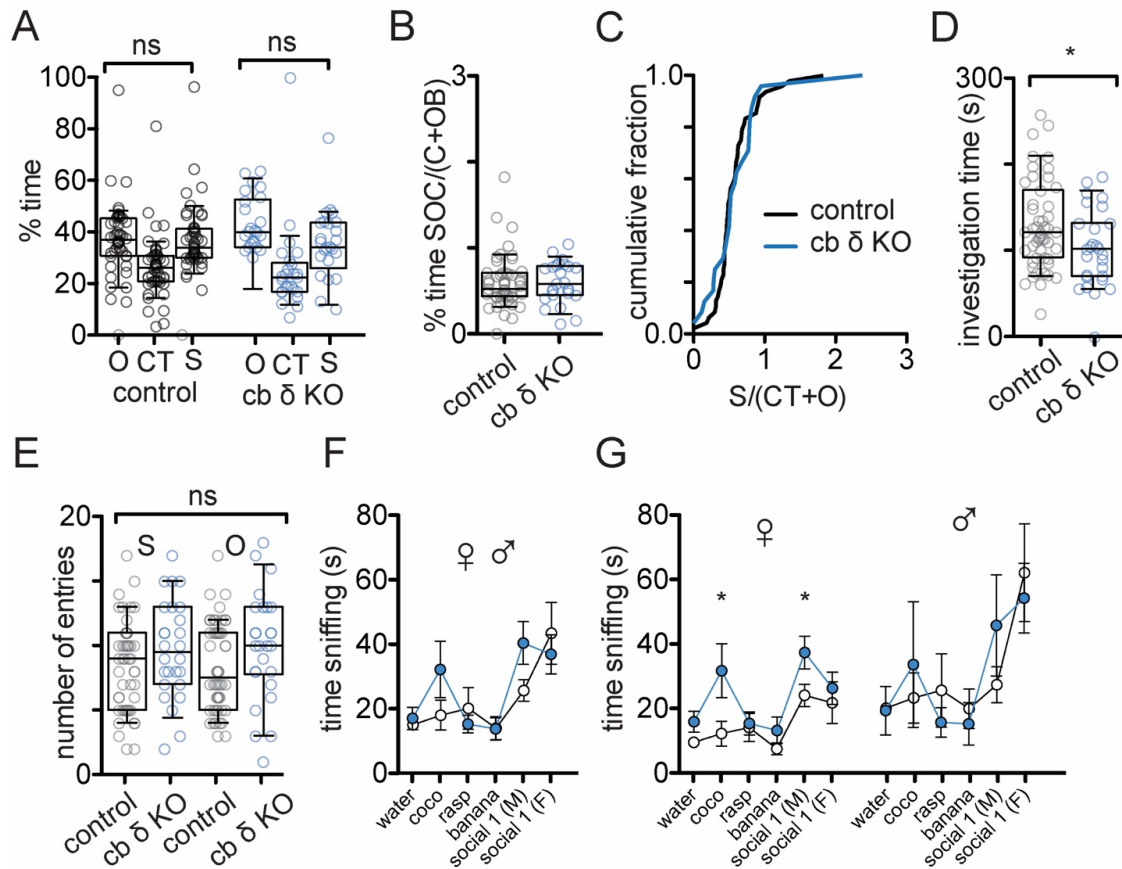 A
ns
ns
% time
100
80
60
40
20
0
O CT S
O CT S
control
cb δ KO
B
% time SOC/(C+OB)
3
0
control
cb δ KO
C
cumulative fraction
1.0
0.0
control
cb δ KO
0 1 2 3
S/(CT+O)
D
*
investigation time (s)
300
0
control
cb δ KO
E
ns
number of entries
20
0
S
O
control
cb δ KO
control
cb δ KO
F
♀ ♂
time sniffing (s)
80
60
40
20
0
water
coco
rasp
banana
social 1 (M)
social 1 (F)
G
♀
♂
* *
time sniffing (s)
80
60
40
20
0
water
coco
rasp
banana
social 1 (M)
social 1 (F)
water
coco
rasp
banana
social 1 (M)
social 1 (F)